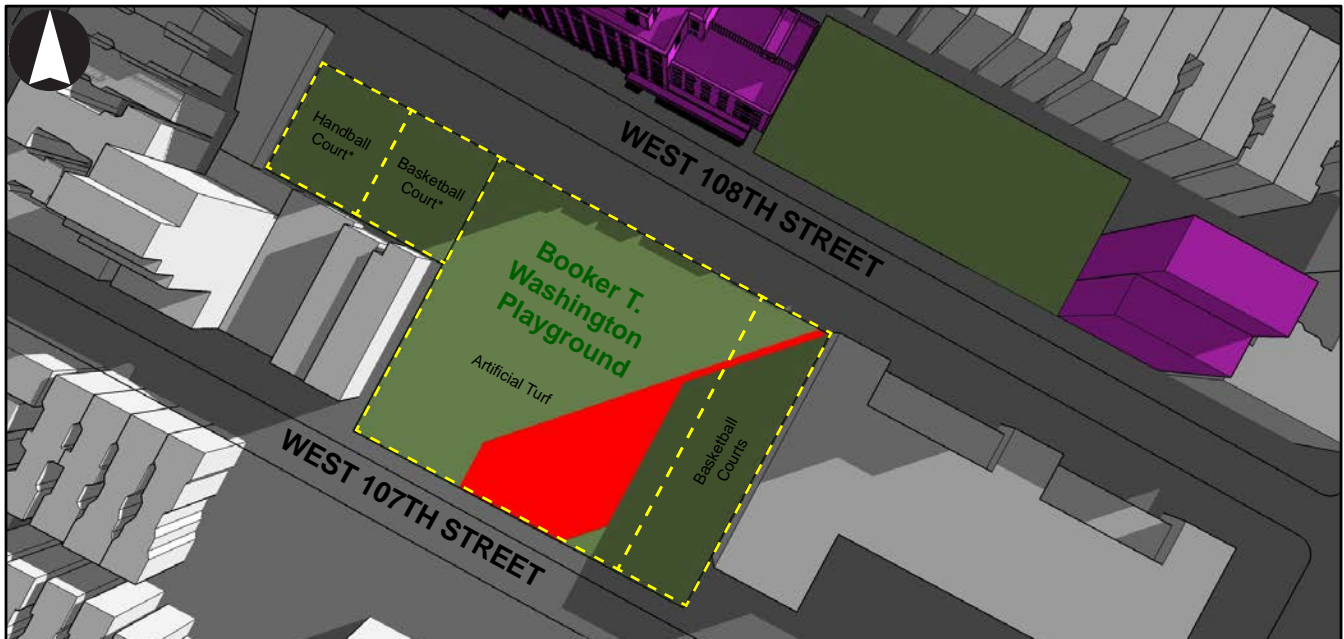 WEST 108TH STREET
Handball
Court*
Basketball
Court*
Booker T.
Washington
Playground
Artificial Turf
Basketball
Courts
WEST 107TH STREET